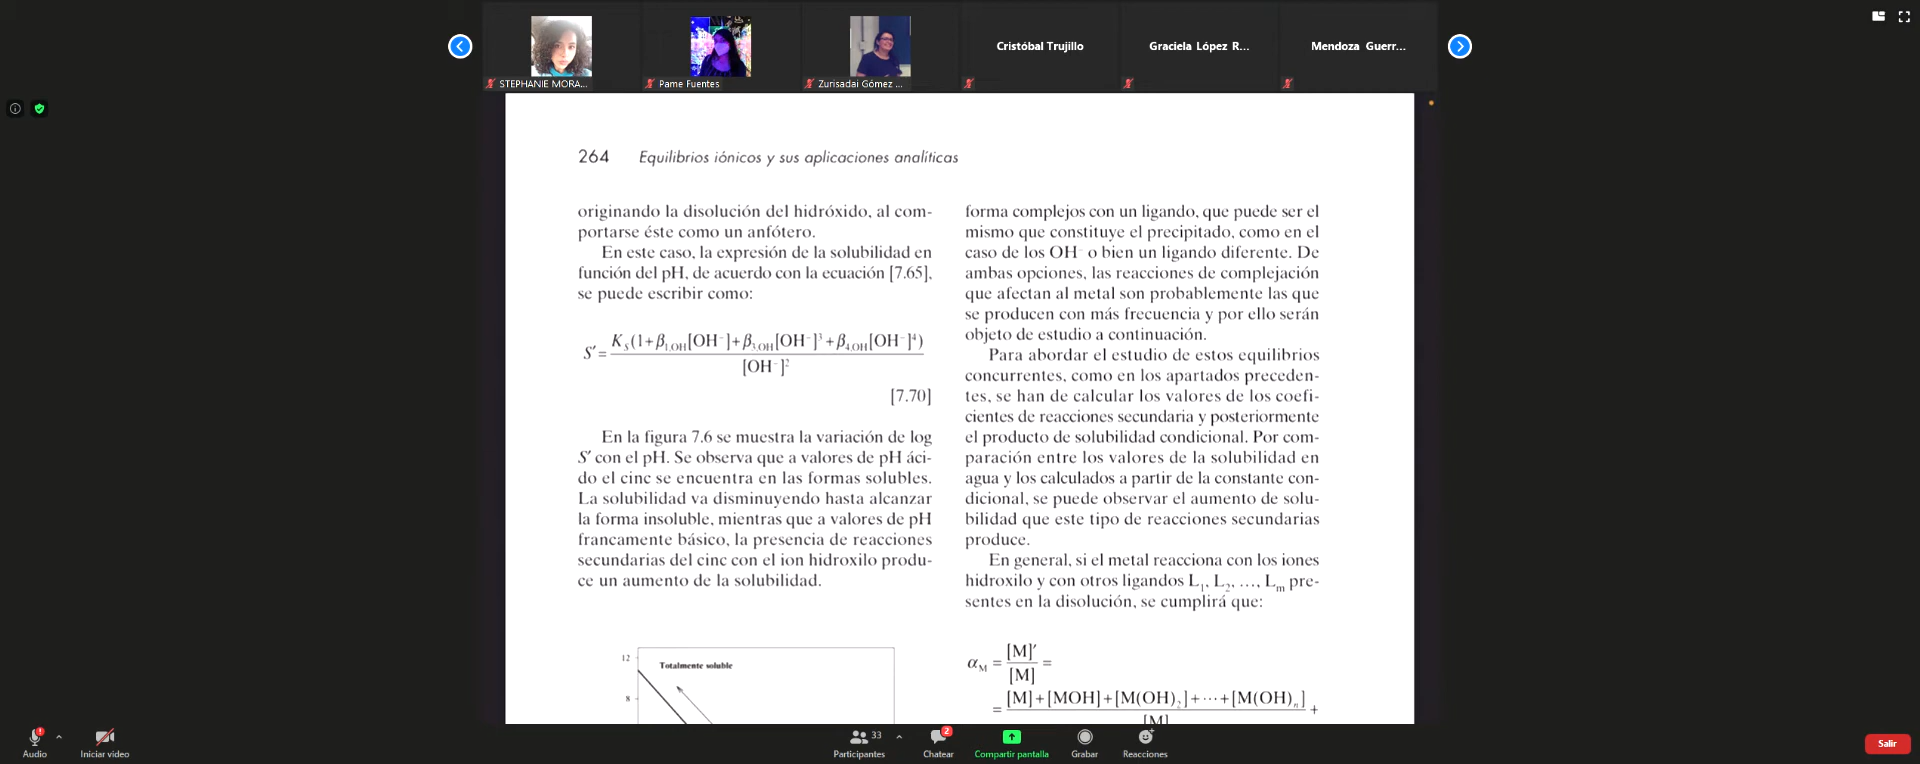 STEPHANIE MORA...
Pame Fuentes
Zurisadai Gómez ...
Cristóbal Trujillo
Graciela López R...
Mendoza Guerr...
264 Equilibrios iónicos y sus aplicaciones analíticas
originando la disolución del hidróxido, al com-
portarse éste como un anfótero.
En este caso, la expresión de la solubilidad en
función del pH, de acuerdo con la ecuación [7.65],
se puede escribir como:
S′ = K_S(1+β_{1,OH}[OH⁻]+β_{3,OH}[OH⁻]³+β_{4,OH}[OH⁻]⁴)
[OH⁻]²
[7.70]
En la figura 7.6 se muestra la variación de log
S′ con el pH. Se observa que a valores de pH áci-
do el cinc se encuentra en las formas solubles.
La solubilidad va disminuyendo hasta alcanzar
la forma insoluble, mientras que a valores de pH
francamente básico, la presencia de reacciones
secundarias del cinc con el ion hidroxilo produ-
ce un aumento de la solubilidad.
12
Totalmente soluble
8
forma complejos con un ligando, que puede ser el
mismo que constituye el precipitado, como en el
caso de los OH⁻ o bien un ligando diferente. De
ambas opciones, las reacciones de complejación
que afectan al metal son probablemente las que
se producen con más frecuencia y por ello serán
objeto de estudio a continuación.
Para abordar el estudio de estos equilibrios
concurrentes, como en los apartados preceden-
tes, se han de calcular los valores de los coefi-
cientes de reacciones secundaria y posteriormente
el producto de solubilidad condicional. Por com-
paración entre los valores de la solubilidad en
agua y los calculados a partir de la constante con-
dicional, se puede observar el aumento de solu-
bilidad que este tipo de reacciones secundarias
produce.
En general, si el metal reacciona con los iones
hidroxilo y con otros ligandos L₁, L₂, ..., Lₘ pre-
sentes en la disolución, se cumplirá que:
α_M = [M]′
[M] =
= [M]+[MOH]+[M(OH)₂]+⋯+[M(OH)ₙ] +
[M]
Audio
Iniciar video
Participantes
33
Chatear
2
Compartir pantalla
Grabar
Reacciones
Salir